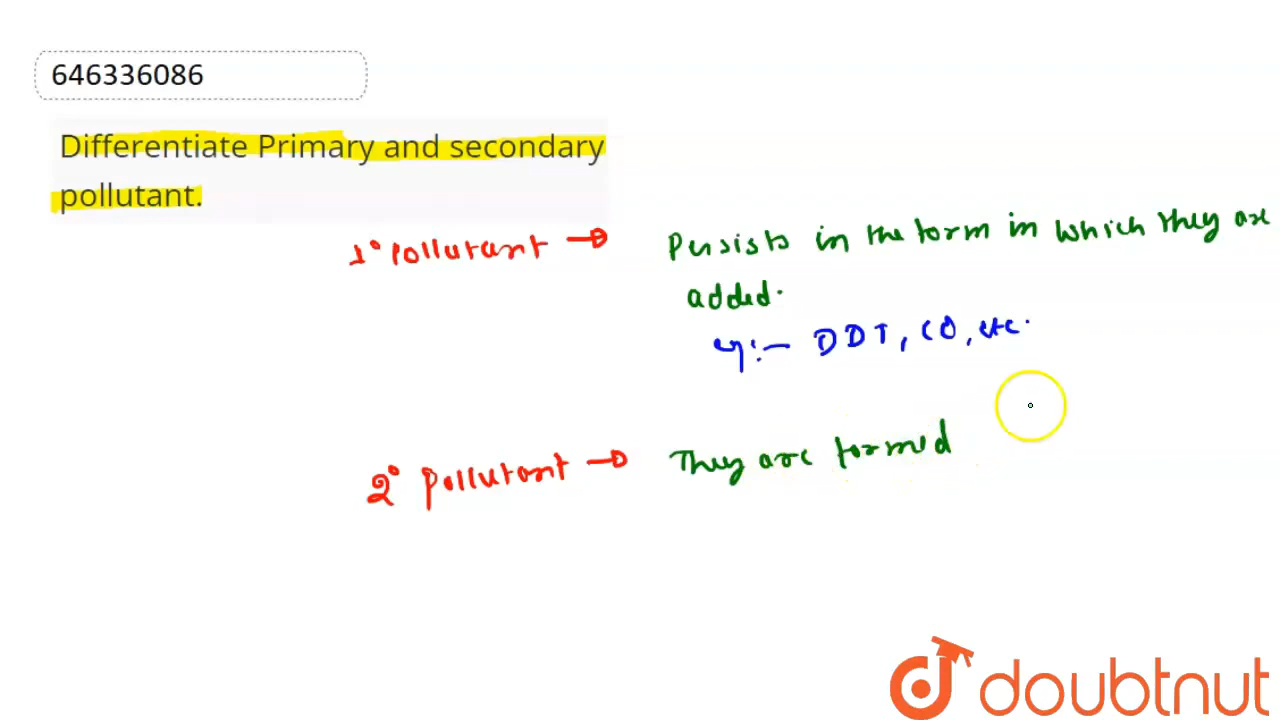 646336086
Differentiate Primary and secondary
pollutant.
1° Pollutant → Persists in the form in which they are
added.
eg:- DDT, CO, etc.
2° Pollutant → They are formed
doubtnut